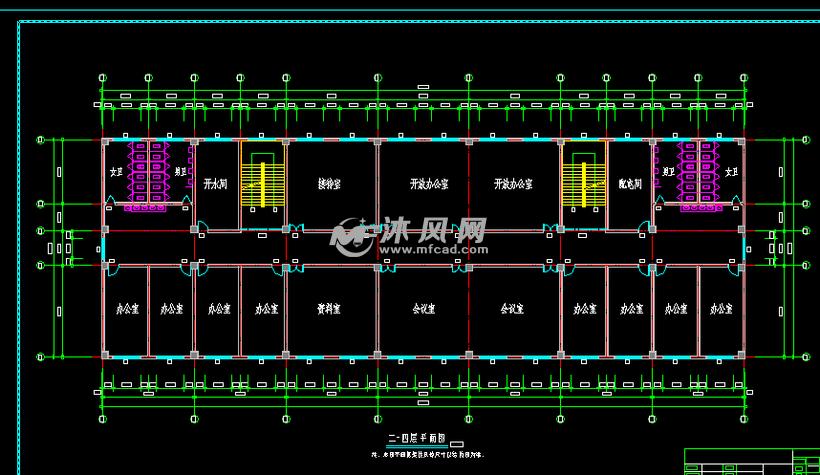 女卫 男卫 开水间 接待室 开放办公室 开放办公室 配电间 男卫 女卫
沐风网
www.mfcad.com
办公室 办公室 办公室 办公室 资料室 会议室 会议室 办公室 办公室 办公室 办公室
二-四层平面图